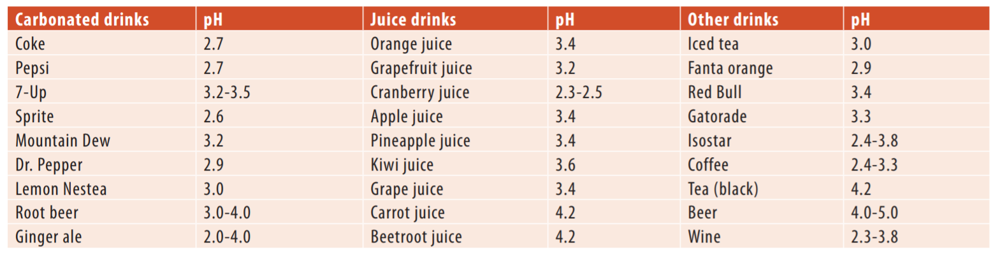 Carbonated drinks pH Juice drinks pH Other drinks pH
Coke 2.7 Orange juice 3.4 Iced tea 3.0
Pepsi 2.7 Grapefruit juice 3.2 Fanta orange 2.9
7-Up 3.2-3.5 Cranberry juice 2.3-2.5 Red Bull 3.4
Sprite 2.6 Apple juice 3.4 Gatorade 3.3
Mountain Dew 3.2 Pineapple juice 3.4 Isostar 2.4-3.8
Dr. Pepper 2.9 Kiwi juice 3.6 Coffee 2.4-3.3
Lemon Nestea 3.0 Grape juice 3.4 Tea (black) 4.2
Root beer 3.0-4.0 Carrot juice 4.2 Beer 4.0-5.0
Ginger ale 2.0-4.0 Beetroot juice 4.2 Wine 2.3-3.8